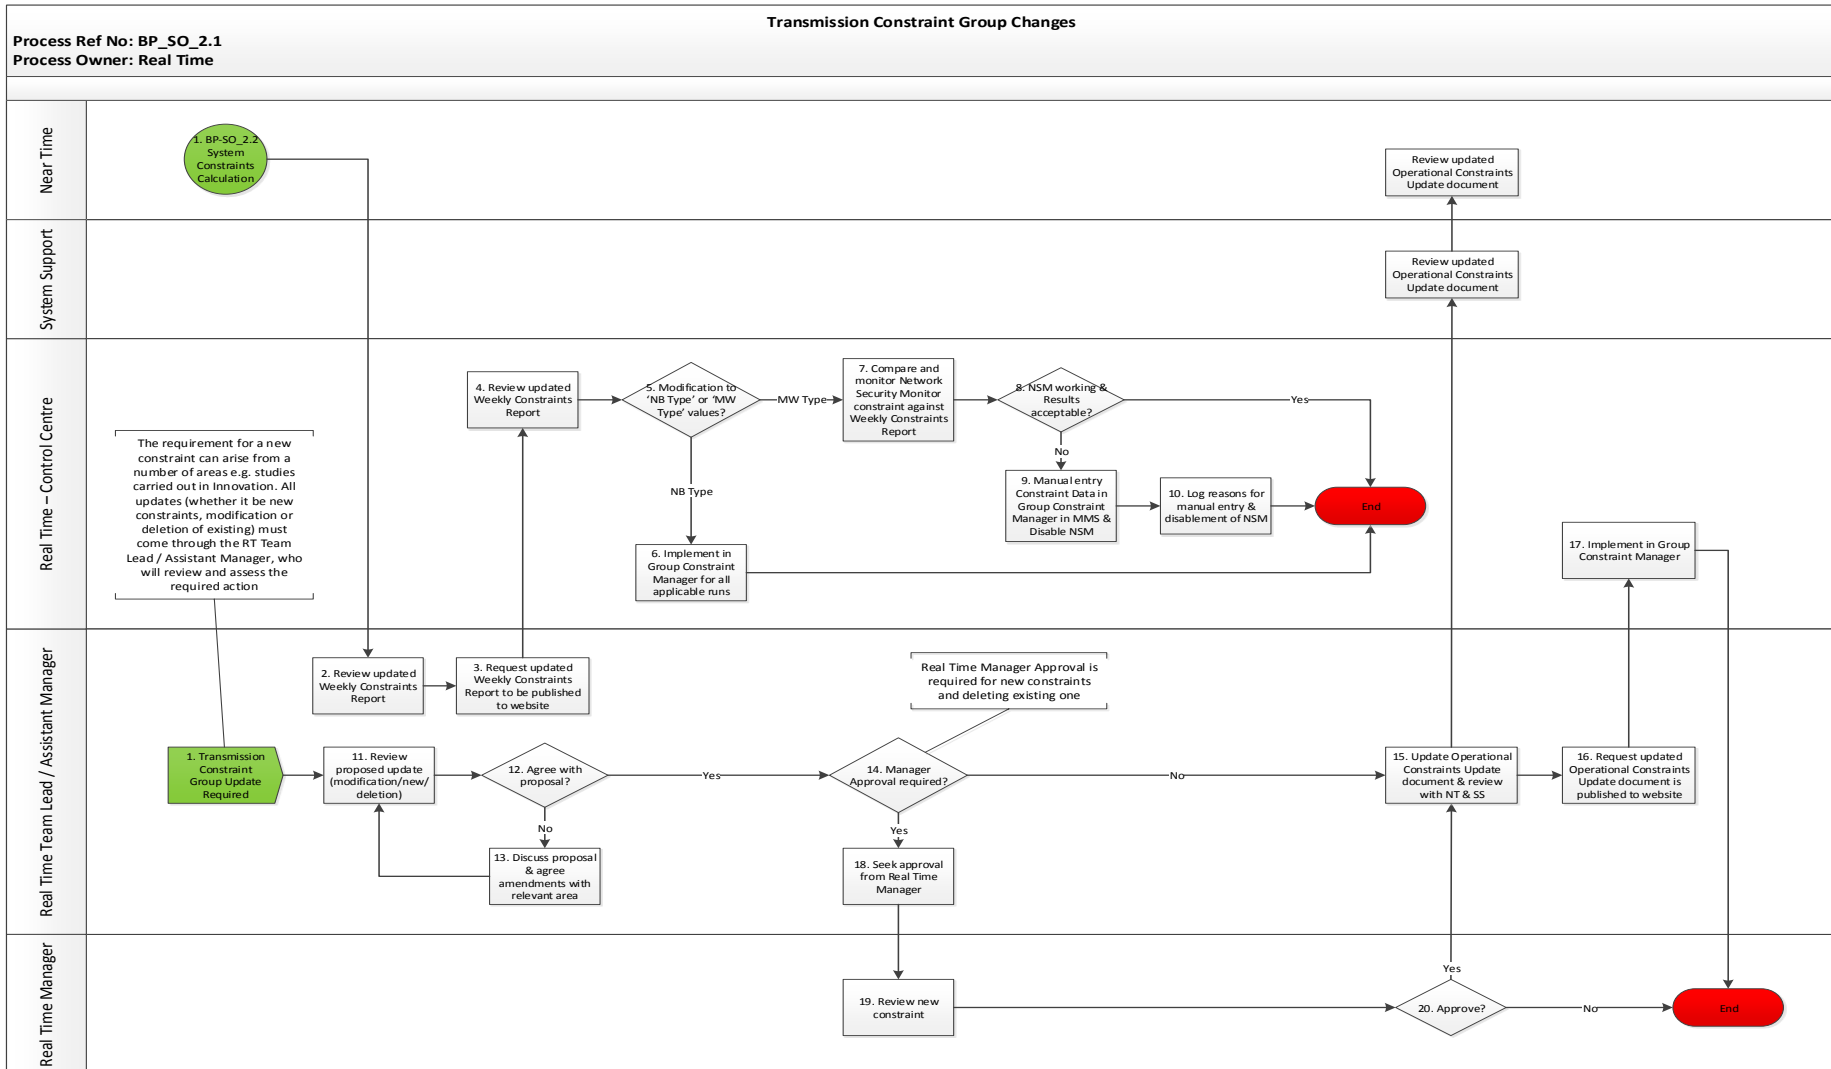 Transmission Constraint Group Changes
Process Ref No: BP_SO_2.1
Process Owner: Real Time
Near Time
1. BP-SO_2.2
System
Constraints
Calculation
Review updated
Operational Constraints
Update document
System Support
Review updated
Operational Constraints
Update document
Real Time – Control Centre
The requirement for a new
constraint can arise from a
number of areas e.g. studies
carried out in Innovation. All
updates (whether it be new
constraints, modification or
deletion of existing) must
come through the RT Team
Lead / Assistant Manager, who
will review and assess the
required action
4. Review updated
Weekly Constraints
Report
5. Modification to
‘NB Type’ or ‘MW
Type’ values?
MW Type
NB Type
6. Implement in
Group Constraint
Manager for all
applicable runs
7. Compare and
monitor Network
Security Monitor
constraint against
Weekly Constraints
Report
8. NSM working &
Results
acceptable?
Yes
No
9. Manual entry
Constraint Data in
Group Constraint
Manager in MMS &
Disable NSM
10. Log reasons for
manual entry &
disablement of NSM
End
17. Implement in Group
Constraint Manager
Real Time Team Lead / Assistant Manager
2. Review updated
Weekly Constraints
Report
3. Request updated
Weekly Constraints
Report to be published
to website
Real Time Manager Approval is
required for new constraints
and deleting existing one
1. Transmission
Constraint
Group Update
Required
11. Review
proposed update
(modification/new/
deletion)
12. Agree with
proposal?
Yes
No
13. Discuss proposal
& agree
amendments with
relevant area
14. Manager
Approval required?
No
Yes
15. Update Operational
Constraints Update
document & review
with NT & SS
16. Request updated
Operational Constraints
Update document is
published to website
18. Seek approval
from Real Time
Manager
Real Time Manager
19. Review new
constraint
Yes
20. Approve?
No
End